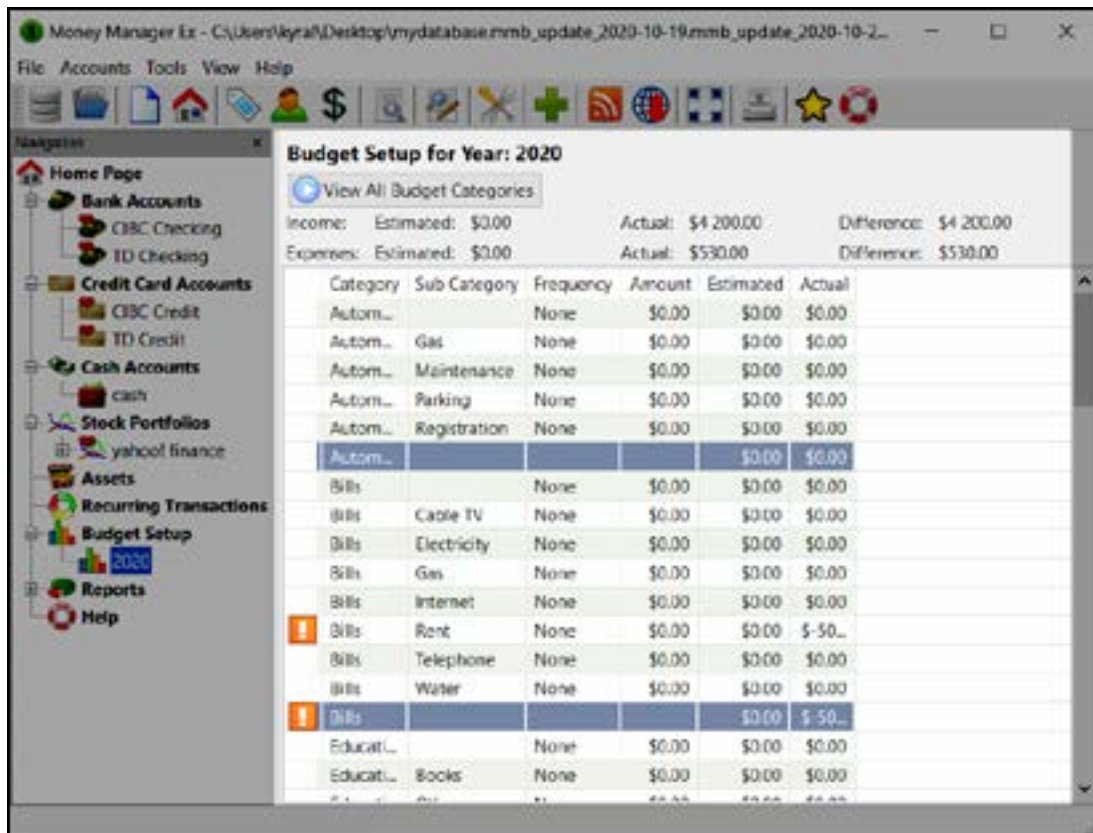 Money Manager Ex - C:\Users\kyral\Desktop\mydatabase.mmb_update_2020-10-19.mmb_update_2020-10-2...
File Accounts Tools View Help
Navigation
Home Page
Bank Accounts
CIBC Checking
TD Checking
Credit Card Accounts
CIBC Credit
TD Credit
Cash Accounts
cash
Stock Portfolios
yahoo! finance
Assets
Recurring Transactions
Budget Setup
2020
Reports
Help
Budget Setup for Year: 2020
View All Budget Categories
Income: Estimated: $0.00 Actual: $4 200.00 Difference: $4 200.00
Expenses: Estimated: $0.00 Actual: $530.00 Difference: $530.00
Category Sub Category Frequency Amount Estimated Actual
Autom... None $0.00 $0.00 $0.00
Autom... Gas None $0.00 $0.00 $0.00
Autom... Maintenance None $0.00 $0.00 $0.00
Autom... Parking None $0.00 $0.00 $0.00
Autom... Registration None $0.00 $0.00 $0.00
Autom... $0.00 $0.00
Bills None $0.00 $0.00 $0.00
Bills Cable TV None $0.00 $0.00 $0.00
Bills Electricity None $0.00 $0.00 $0.00
Bills Gas None $0.00 $0.00 $0.00
Bills Internet None $0.00 $0.00 $0.00
Bills Rent None $0.00 $0.00 $-50...
Bills Telephone None $0.00 $0.00 $0.00
Bills Water None $0.00 $0.00 $0.00
Bills $0.00 $-50...
Educati... None $0.00 $0.00 $0.00
Educati... Books None $0.00 $0.00 $0.00